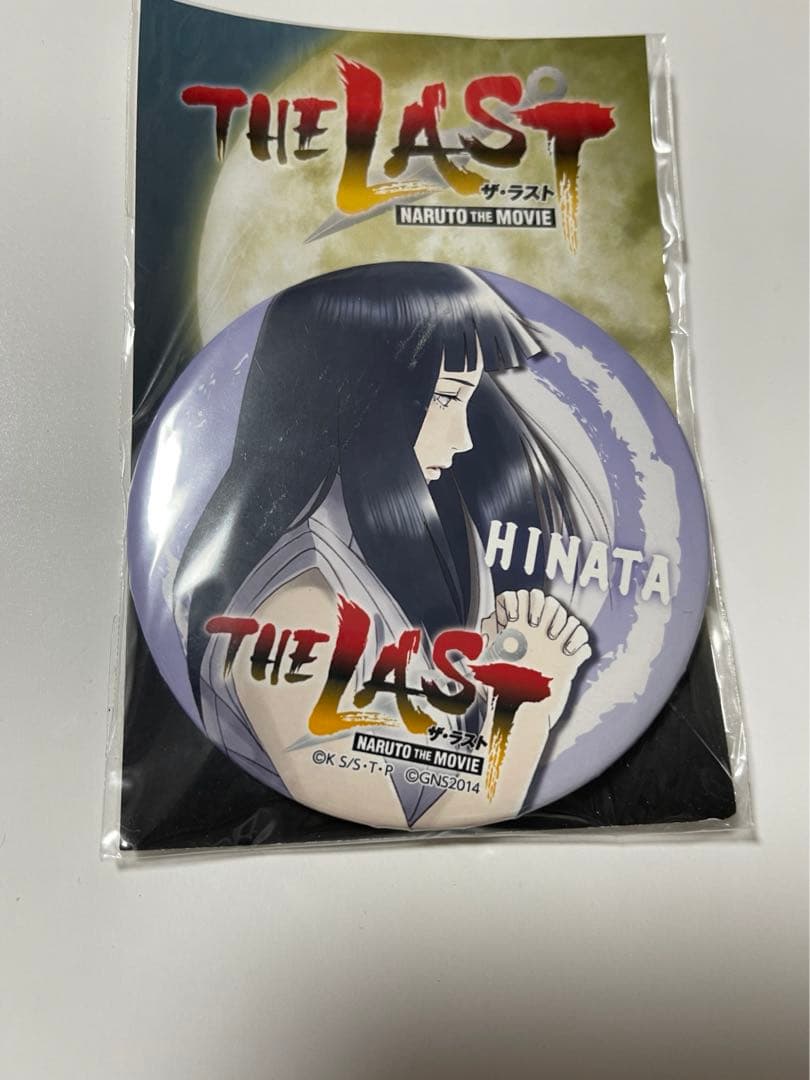 THE LAST
ザ・ラスト
NARUTO THE MOVIE
HINATA
THE LAST
ザ・ラスト
NARUTO THE MOVIE
©K S/S・T・P ©GNS2014